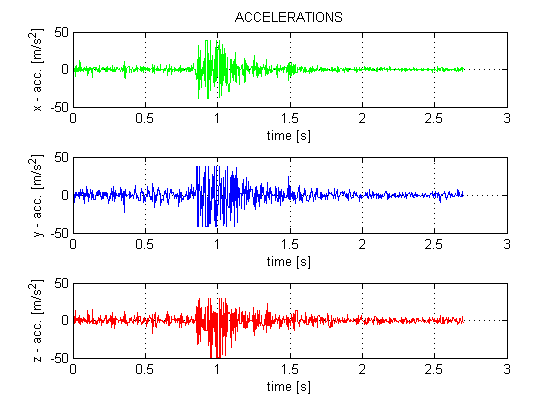 ACCELERATIONS
50
0
-50
x - acc. [m/s²]
0 0.5 1 1.5 2 2.5 3
time [s]
50
0
-50
y - acc. [m/s²]
0 0.5 1 1.5 2 2.5 3
time [s]
50
0
-50
z - acc. [m/s²]
0 0.5 1 1.5 2 2.5 3
time [s]